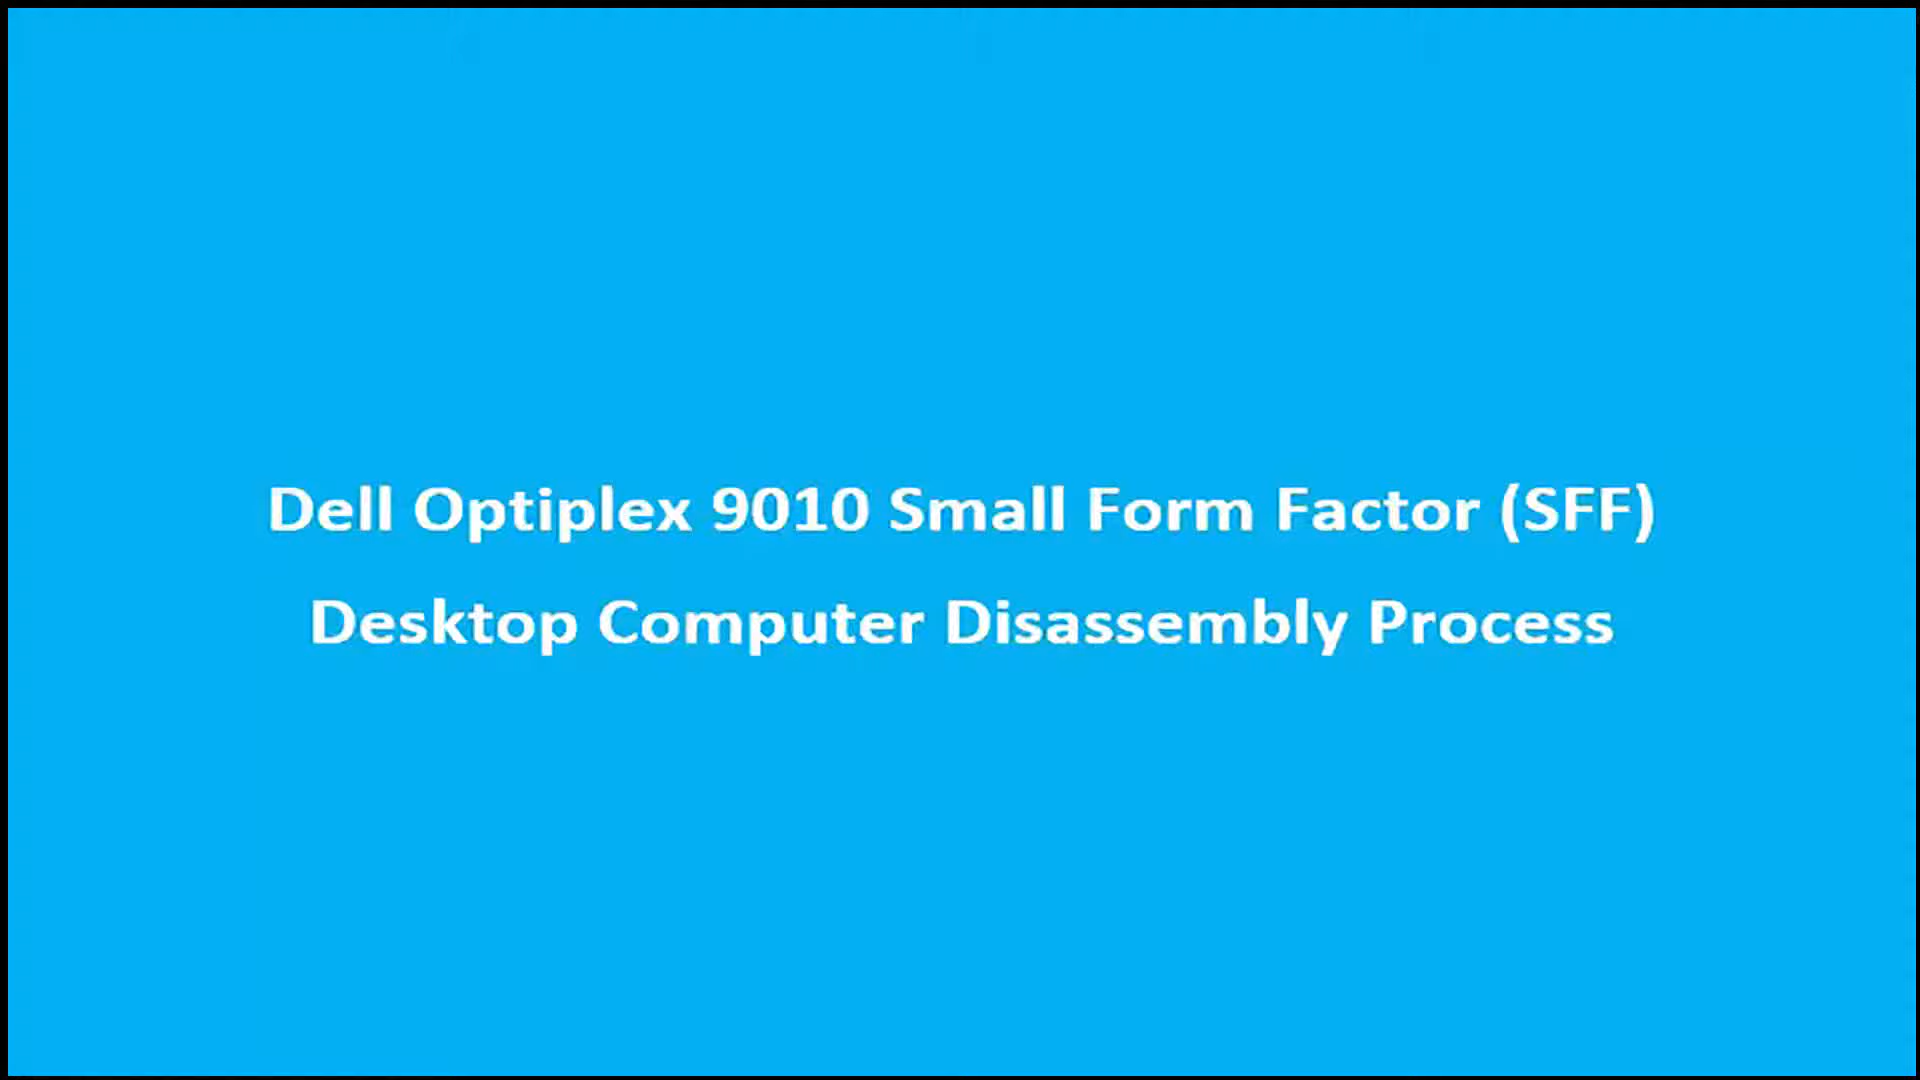 Dell Optiplex 9010 Small Form Factor (SFF)
Desktop Computer Disassembly Process